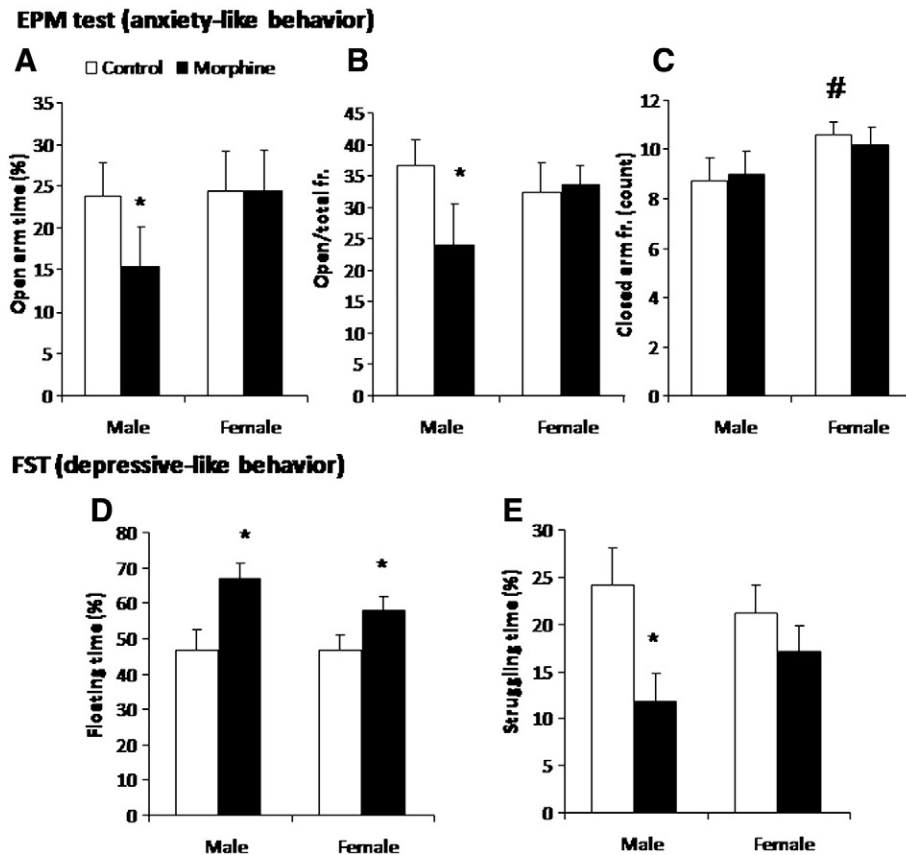 EPM test (anxiety-like behavior)
A
□ Control ■ Morphine
Open arm time (%)
35
30
25
20
15
10
5
0
*
Male Female
B
Open/total fr.
45
40
35
30
25
20
15
10
5
0
*
Male Female
C
Closed arm fr. (count)
12
10
8
6
4
2
0
#
Male Female
FST (depressive-like behavior)
D
Floating time (%)
80
70
60
50
40
30
20
10
0
*
*
Male Female
E
Struggling time (%)
30
25
20
15
10
5
0
*
Male Female